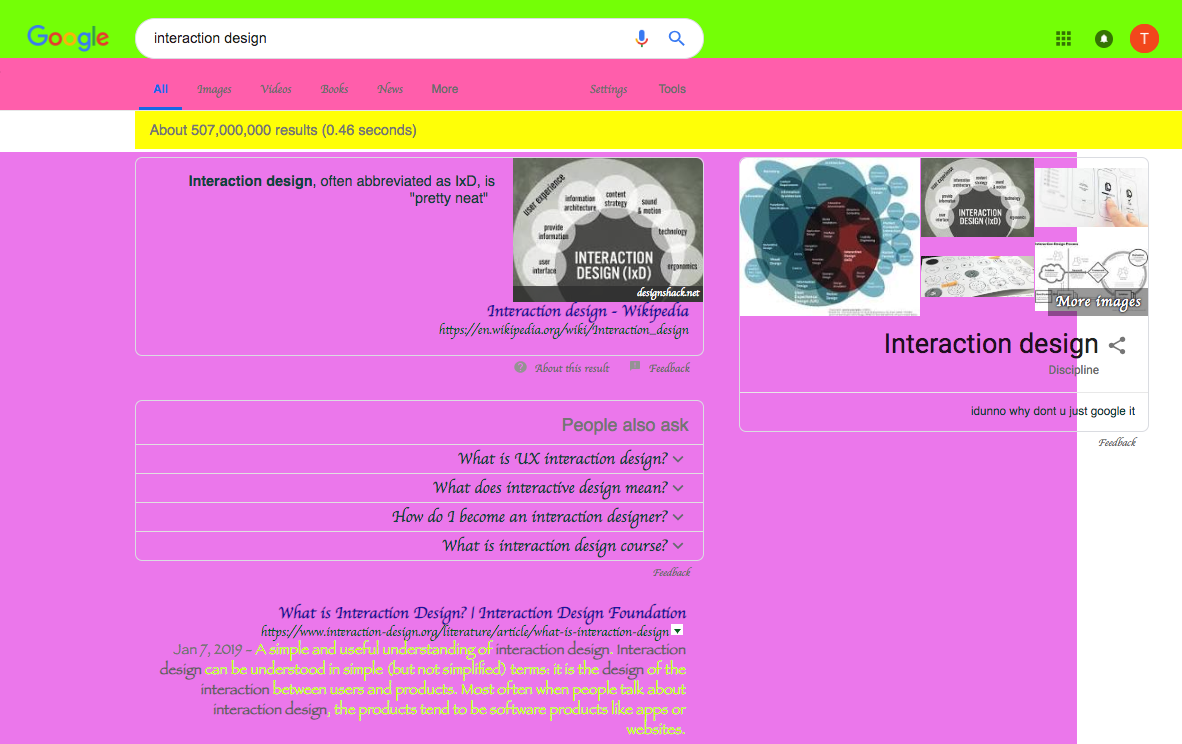 Google
interaction design
T
All Images Videos Books News More Settings Tools
About 507,000,000 results (0.46 seconds)
Interaction design, often abbreviated as IxD, is
"pretty neat"
user experience
information architecture
content strategy
sound & motion
provide information
technology
user interface
INTERACTION
DESIGN (IxD)
ergonomics
designshack.net
Interaction design - Wikipedia
https://en.wikipedia.org/wiki/Interaction_design
About this result Feedback
People also ask
What is UX interaction design?
What does interactive design mean?
How do I become an interaction designer?
What is interaction design course?
Feedback
What is Interaction Design? | Interaction Design Foundation
https://www.interaction-design.org/literature/article/what-is-interaction-design
Jan 7, 2019 - A simple and useful understanding of interaction design. Interaction
design can be understood in simple (but not simplified) terms: it is the design of the
interaction between users and products. Most often when people talk about
interaction design, the products tend to be software products like apps or
websites.
INTERACTION
DESIGN (IxD)
More images
Interaction design
Discipline
idunno why dont u just google it
Feedback